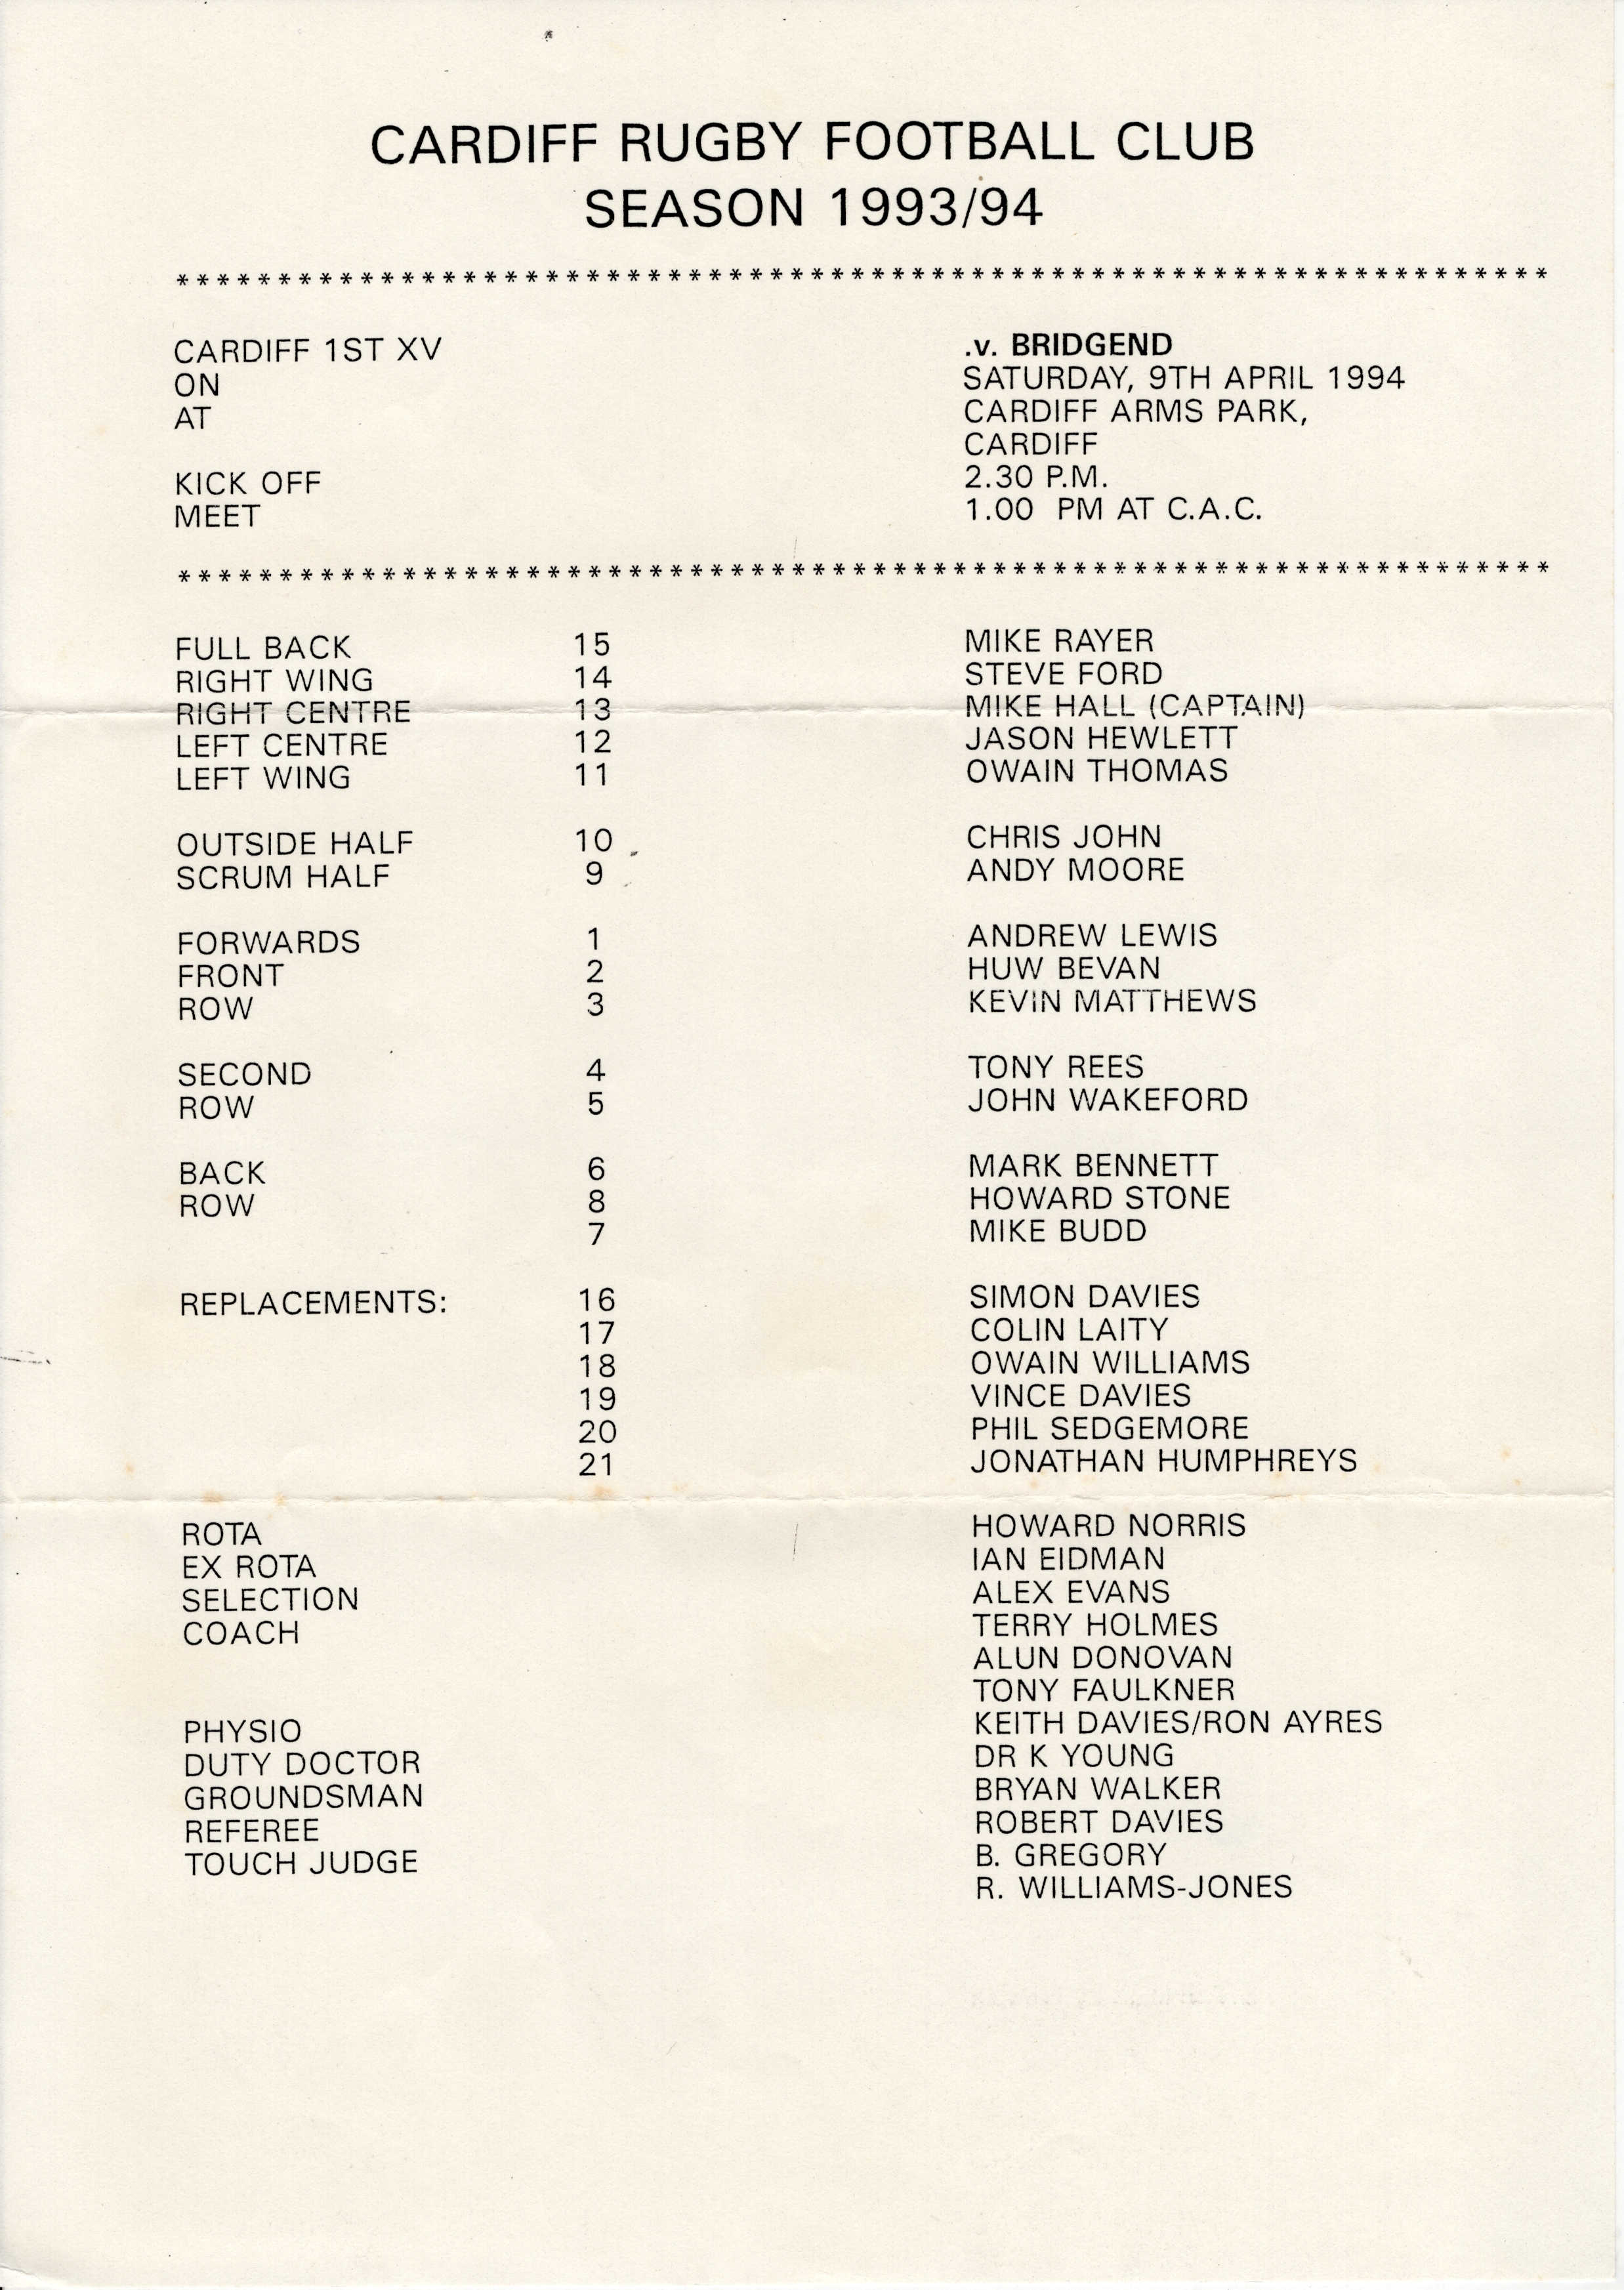 CARDIFF RUGBY FOOTBALL CLUB
SEASON 1993/94
********************************************************************
CARDIFF 1ST XV .v. BRIDGEND
ON SATURDAY, 9TH APRIL 1994
AT CARDIFF ARMS PARK,
CARDIFF
KICK OFF 2.30 P.M.
MEET 1.00 PM AT C.A.C.
********************************************************************
FULL BACK 15 MIKE RAYER
RIGHT WING 14 STEVE FORD
RIGHT CENTRE 13 MIKE HALL (CAPTAIN)
LEFT CENTRE 12 JASON HEWLETT
LEFT WING 11 OWAIN THOMAS
OUTSIDE HALF 10 CHRIS JOHN
SCRUM HALF 9 ANDY MOORE
FORWARDS 1 ANDREW LEWIS
FRONT 2 HUW BEVAN
ROW 3 KEVIN MATTHEWS
SECOND 4 TONY REES
ROW 5 JOHN WAKEFORD
BACK 6 MARK BENNETT
ROW 8 HOWARD STONE
7 MIKE BUDD
REPLACEMENTS: 16 SIMON DAVIES
17 COLIN LAITY
18 OWAIN WILLIAMS
19 VINCE DAVIES
20 PHIL SEDGEMORE
21 JONATHAN HUMPHREYS
ROTA HOWARD NORRIS
EX ROTA IAN EIDMAN
SELECTION ALEX EVANS
COACH TERRY HOLMES
ALUN DONOVAN
TONY FAULKNER
PHYSIO KEITH DAVIES/RON AYRES
DUTY DOCTOR DR K YOUNG
GROUNDSMAN BRYAN WALKER
REFEREE ROBERT DAVIES
TOUCH JUDGE B. GREGORY
R. WILLIAMS-JONES